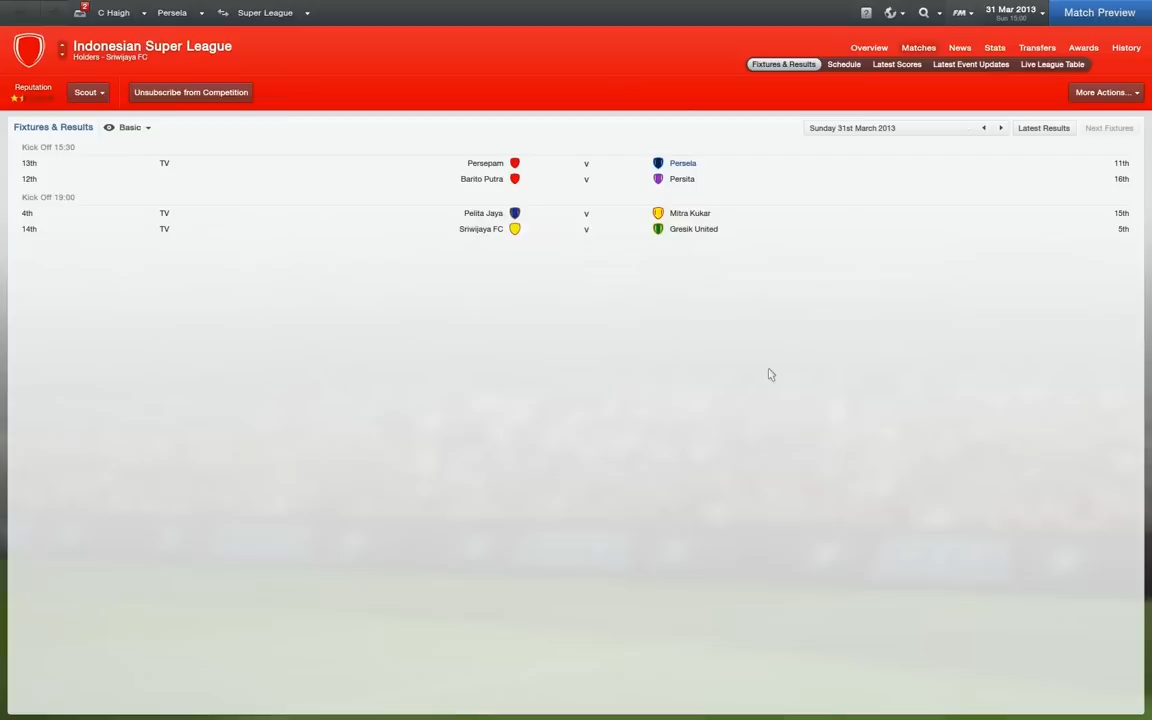 2
C Haigh Persela Super League FM 31 Mar 2013 Match Preview
Sun 15:00
Indonesian Super League
Holders - Sriwijaya FC
Overview Matches News Stats Transfers Awards History
Fixtures & Results Schedule Latest Scores Latest Event Updates Live League Table
Reputation
Scout Unsubscribe from Competition More Actions...
Fixtures & Results Basic Sunday 31st March 2013 Latest Results Next Fixtures
Kick Off 15:30
13th TV Persepam v Persela 11th
12th Barito Putra v Persita 16th
Kick Off 19:00
4th TV Pelita Jaya v Mitra Kukar 15th
14th TV Sriwijaya FC v Gresik United 5th